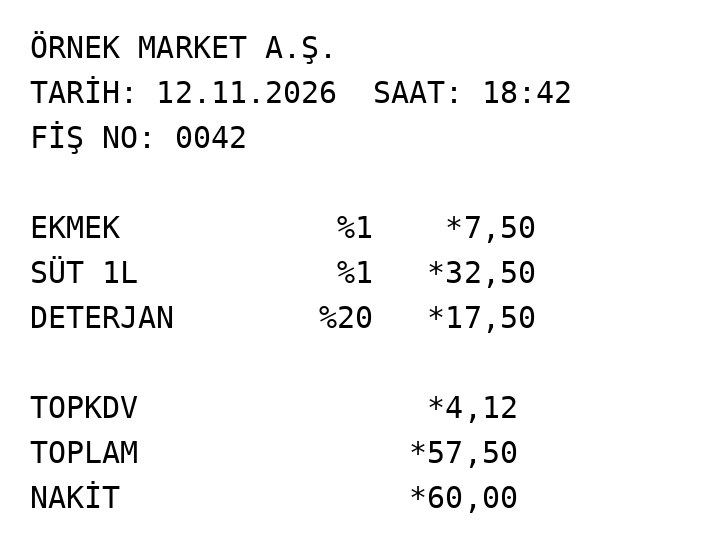 ÖRNEK MARKET A.Ş.
TARİH: 12.11.2026  SAAT: 18:42
FİŞ NO: 0042

EKMEK            %1    *7,50
SÜT 1L           %1   *32,50
DETERJAN        %20   *17,50

TOPKDV                *4,12
TOPLAM               *57,50
NAKİT                *60,00